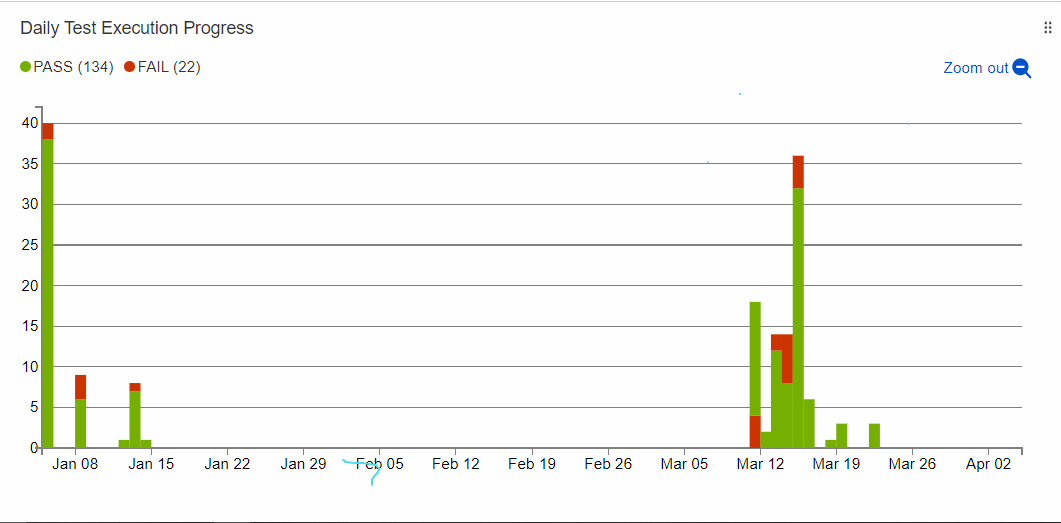 Daily Test Execution Progress
PASS (134) FAIL (22)
Zoom out
40
35
30
25
20
15
10
5
0
Jan 08 Jan 15 Jan 22 Jan 29 Feb 05 Feb 12 Feb 19 Feb 26 Mar 05 Mar 12 Mar 19 Mar 26 Apr 02